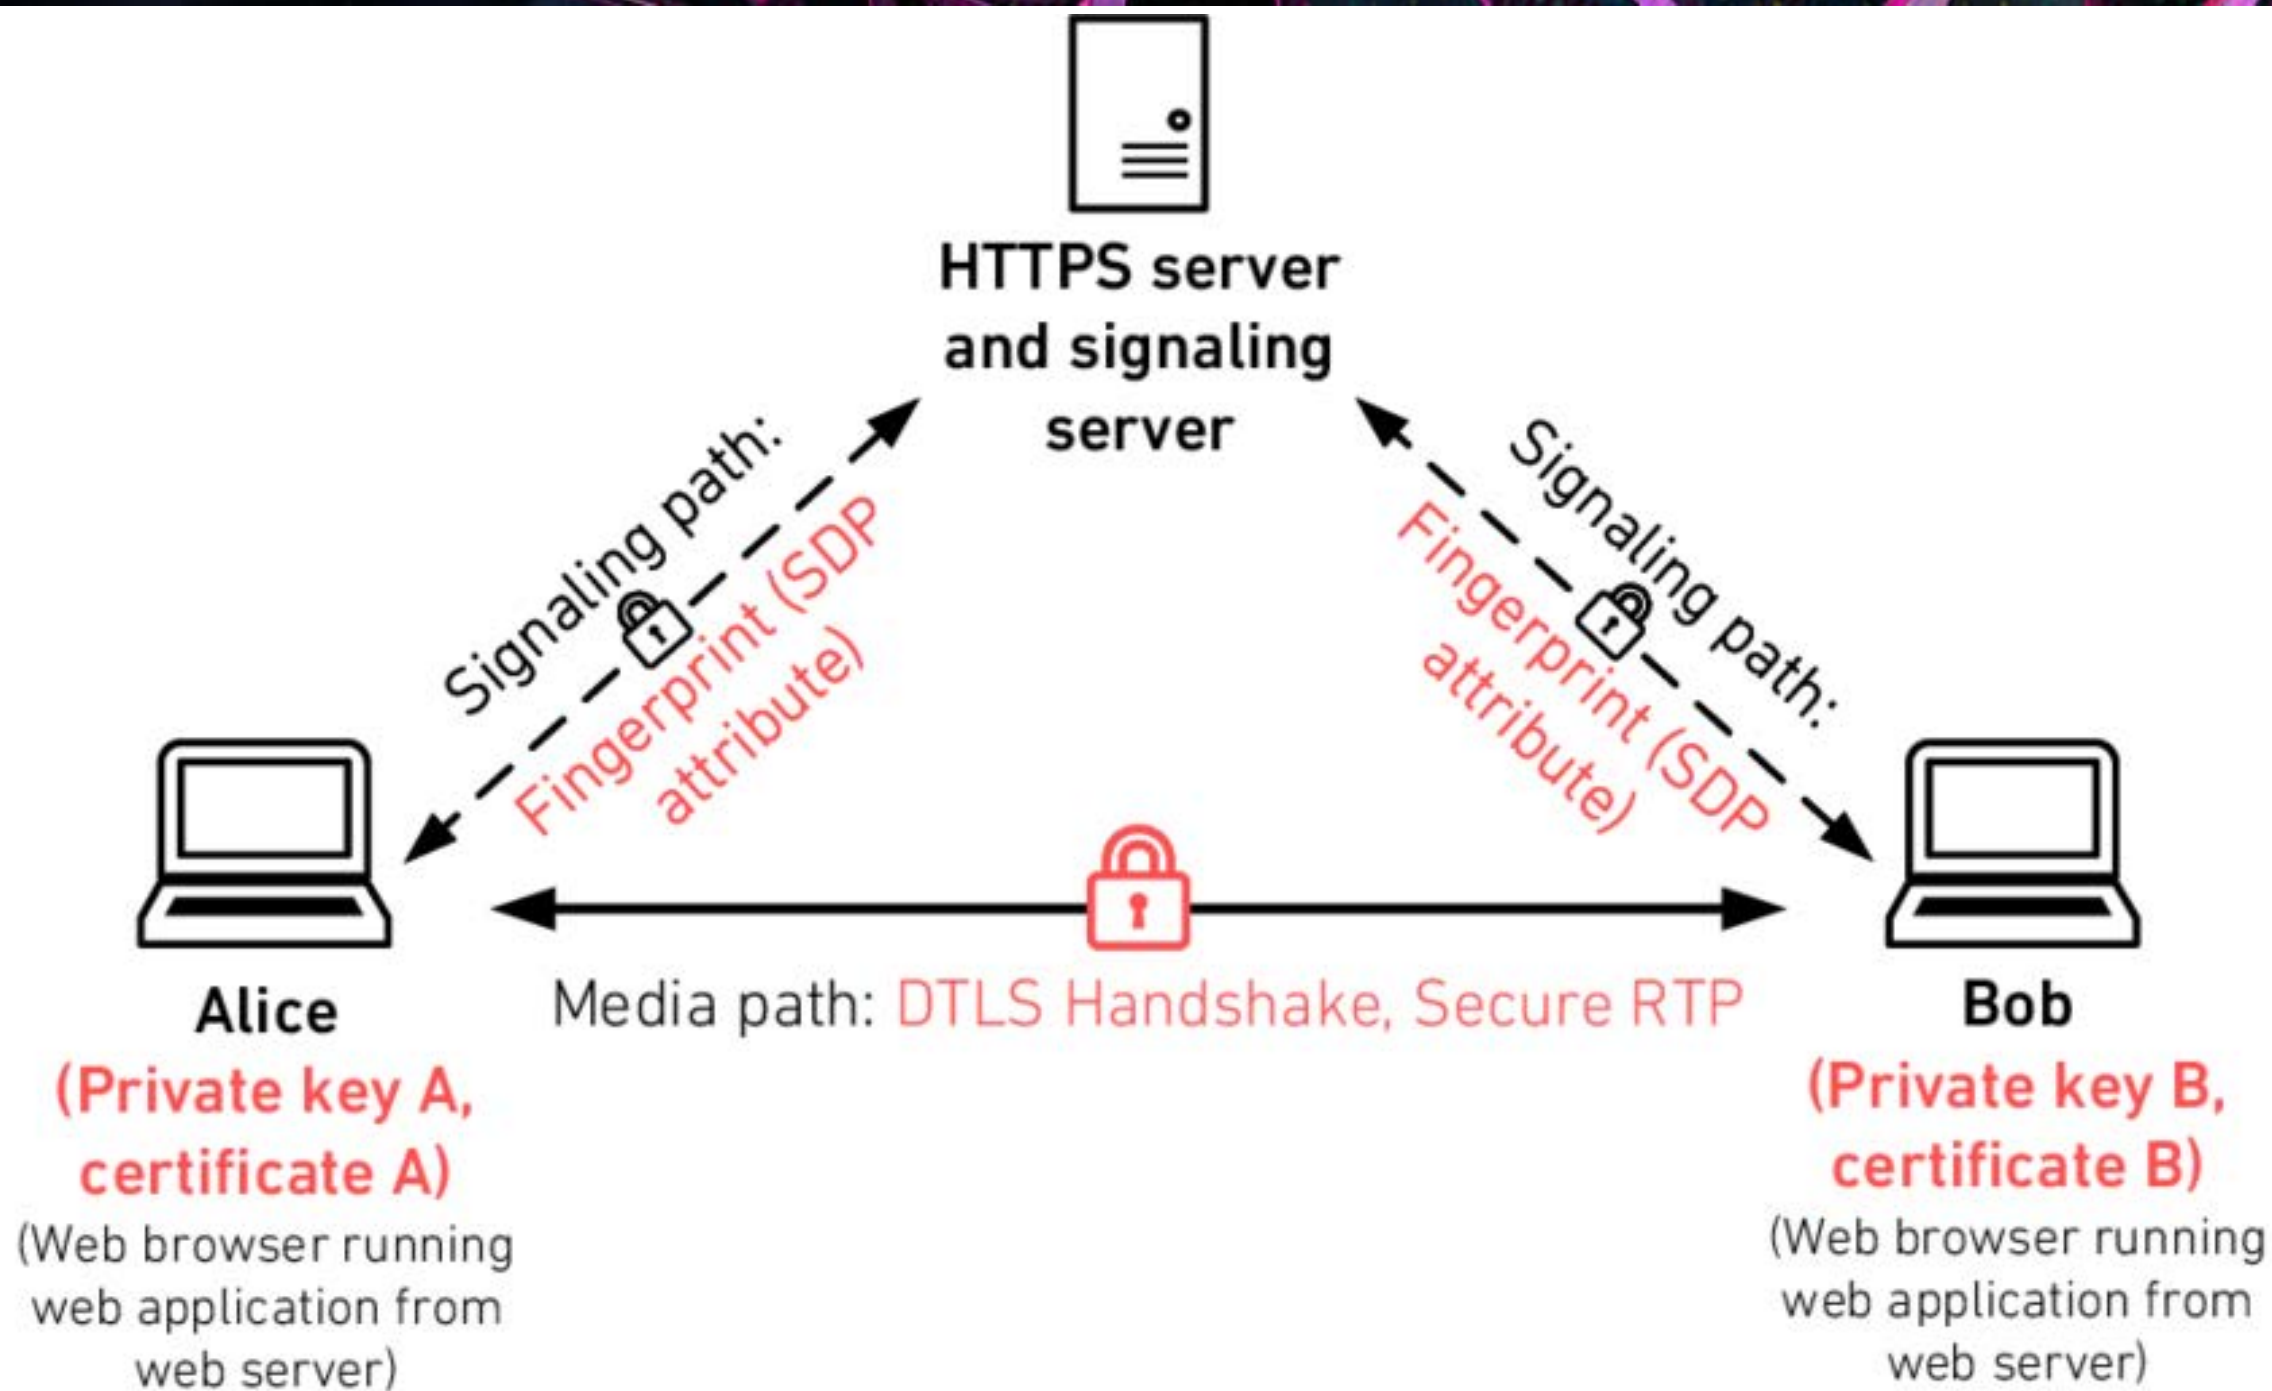 HTTPS server
and signaling
server
Signaling path:
Fingerprint (SDP
attribute)
Signaling path:
Fingerprint (SDP
attribute)
Media path: DTLS Handshake, Secure RTP
Alice
(Private key A,
certificate A)
(Web browser running
web application from
web server)
Bob
(Private key B,
certificate B)
(Web browser running
web application from
web server)